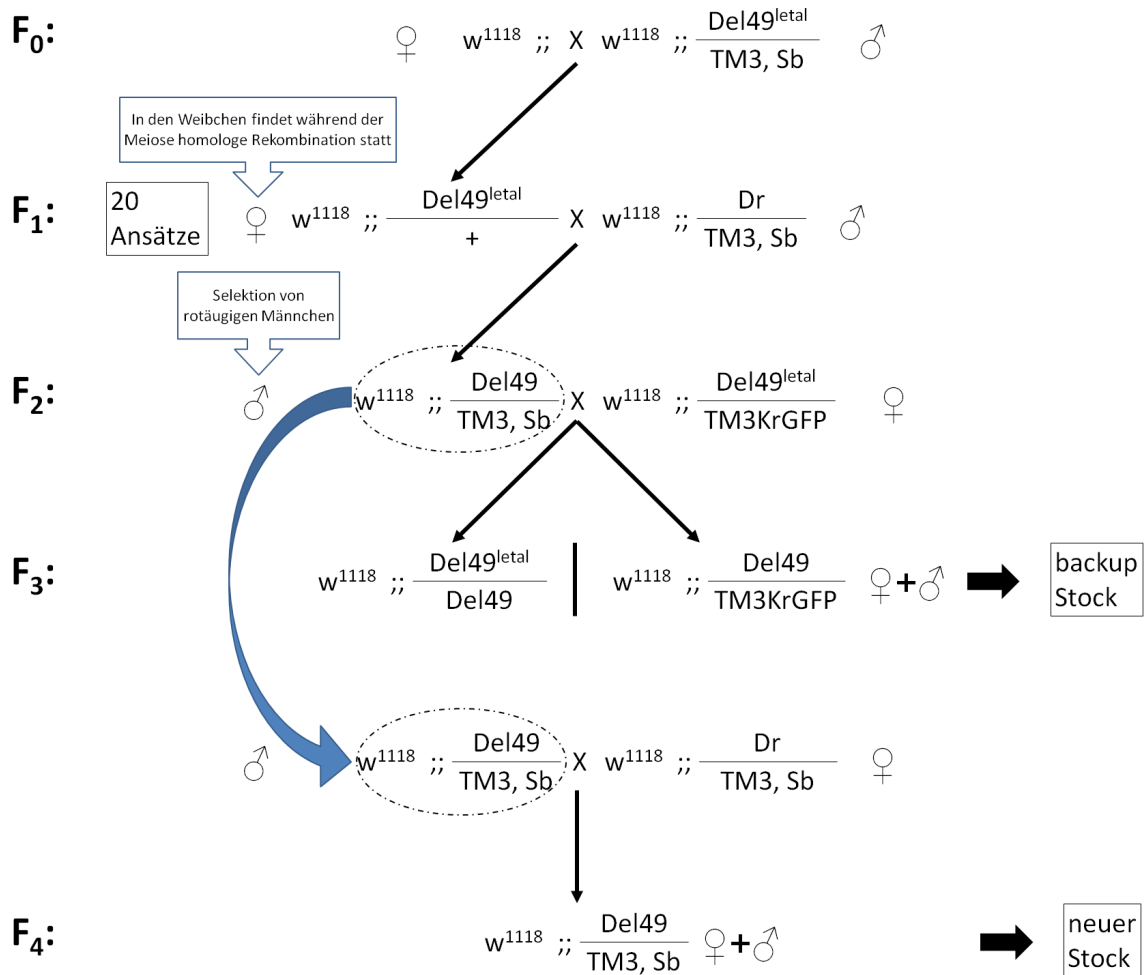 F0:
♀ w1118 ;; X w1118 ;; Del49letal ♂
TM3, Sb
In den Weibchen findet während der
Meiose homologe Rekombination statt
F1:
20
Ansätze
♀ w1118 ;; Del49letal X w1118 ;; Dr ♂
+ TM3, Sb
Selektion von
rotäugigen Männchen
F2:
♂ w1118 ;; Del49 X w1118 ;; Del49letal ♀
TM3, Sb TM3KrGFP
F3:
w1118 ;; Del49letal | w1118 ;; Del49 ♀+♂
Del49 TM3KrGFP
backup
Stock
♂ w1118 ;; Del49 X w1118 ;; Dr ♀
TM3, Sb TM3, Sb
F4:
w1118 ;; Del49 ♀+♂
TM3, Sb
neuer
Stock